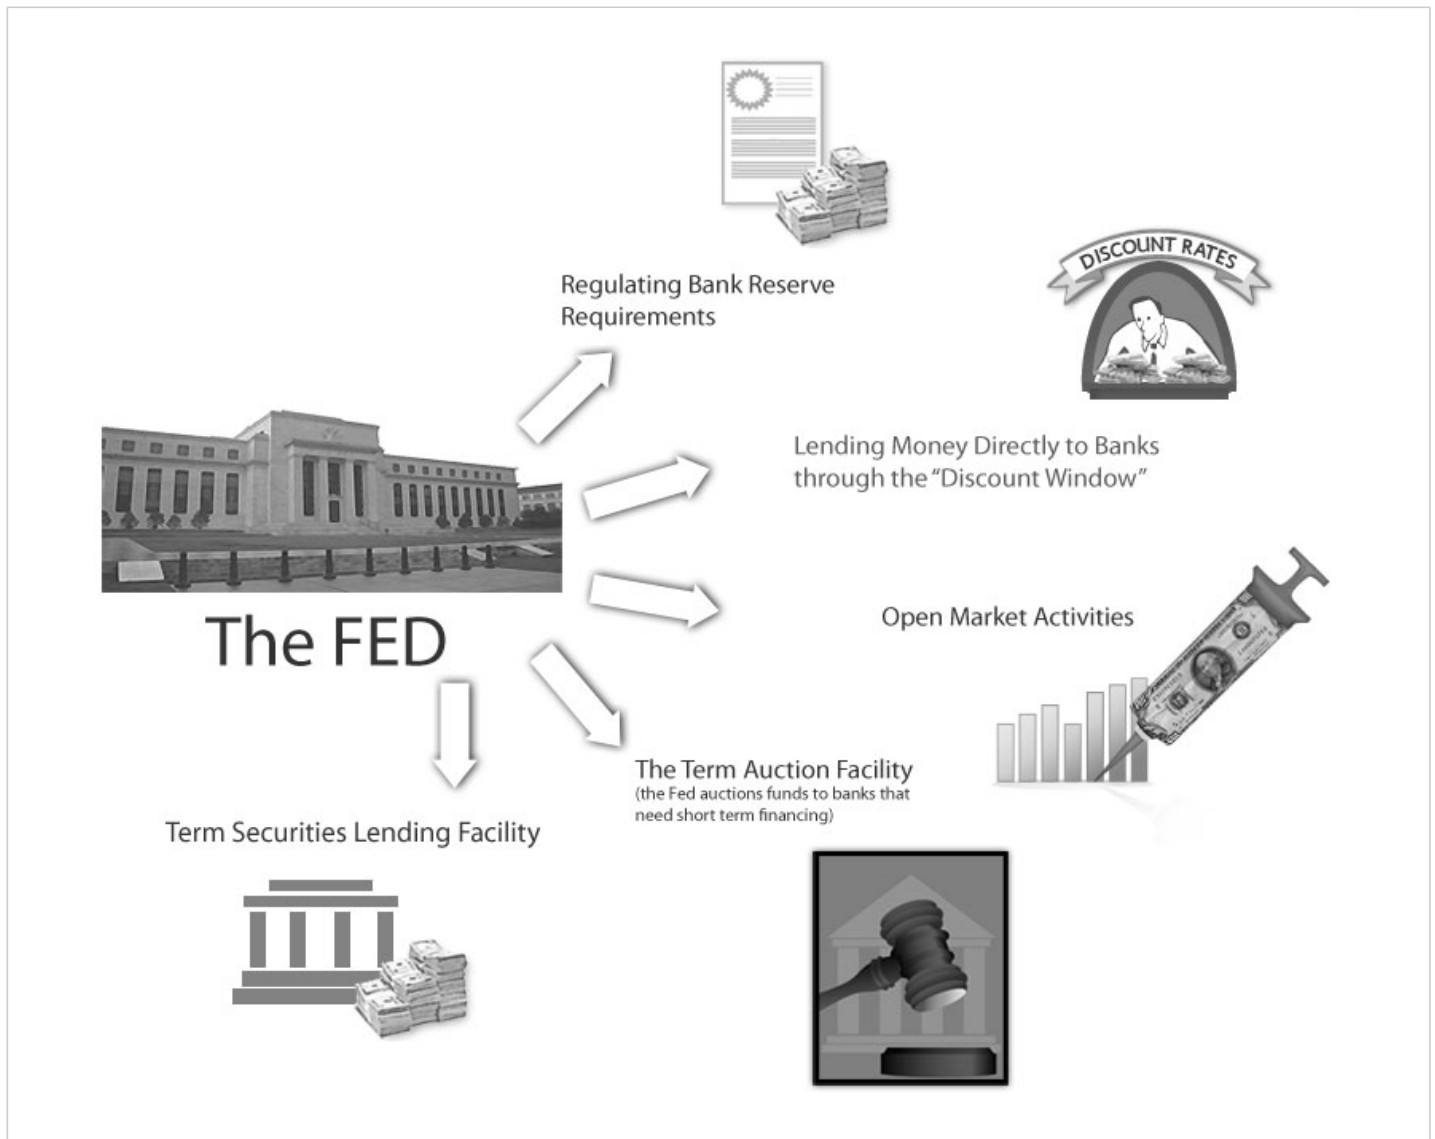 Regulating Bank Reserve
Requirements
DISCOUNT RATES
Lending Money Directly to Banks
through the “Discount Window”
Open Market Activities
The FED
The Term Auction Facility
(the Fed auctions funds to banks that
need short term financing)
Term Securities Lending Facility